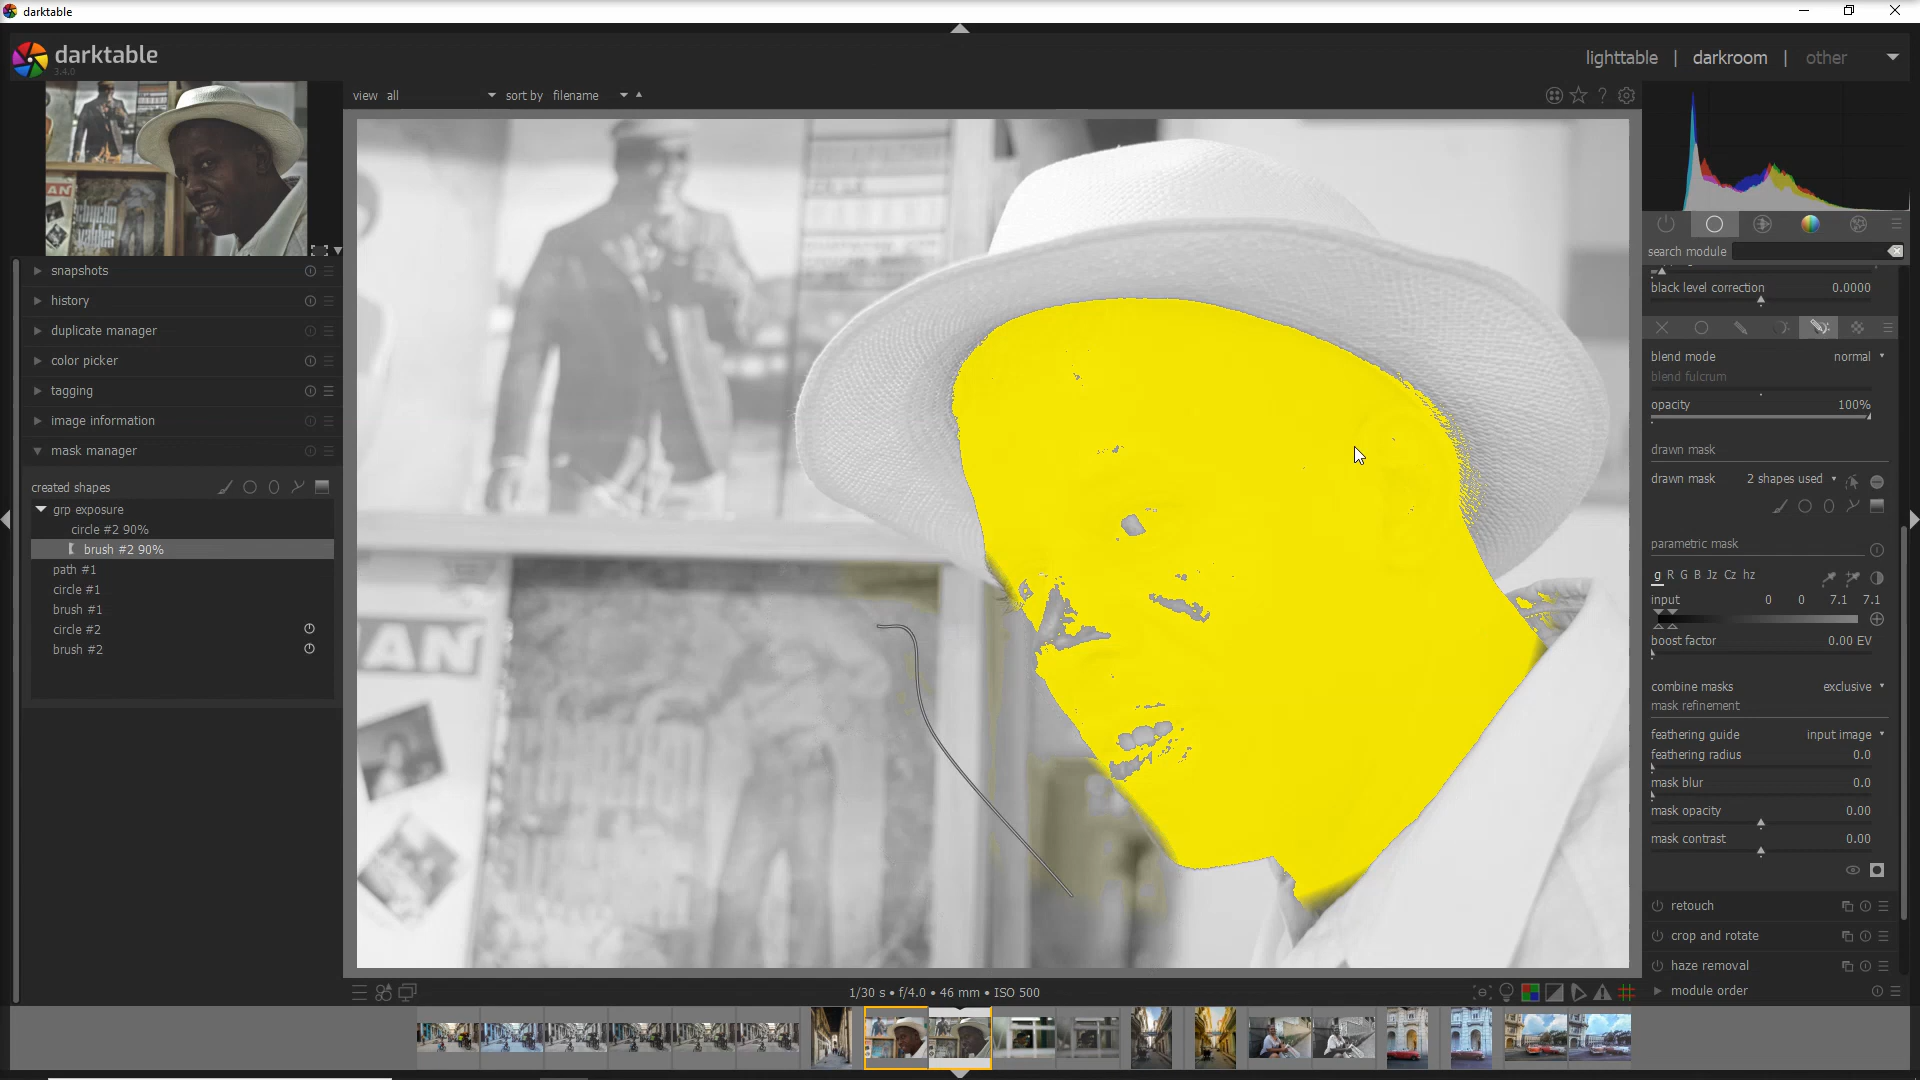 darktable
darktable
3.4.0
lighttable | darkroom | other
view all
sort by filename
?
snapshots
history
duplicate manager
color picker
tagging
image information
mask manager
created shapes
grp exposure
circle #2 90%
brush #2 90%
path #1
circle #1
brush #1
circle #2
brush #2
AN
1/30 s • f/4.0 • 46 mm • ISO 500
search module
black level correction 0.0000
blend mode normal
blend fulcrum
opacity 100%
drawn mask
drawn mask 2 shapes used
parametric mask
g R G B Jz Cz hz
input 0 0 7.1 7.1
boost factor 0.00 EV
combine masks exclusive
mask refinement
feathering guide input image
feathering radius 0.0
mask blur 0.0
mask opacity 0.00
mask contrast 0.00
retouch
crop and rotate
haze removal
module order